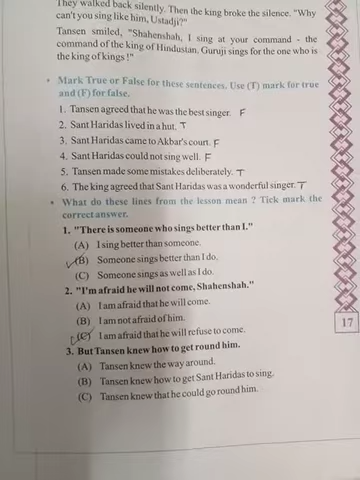 They walked back silently. Then the king broke the silence. "Why
can't you sing like him, Ustadji?"
Tansen smiled, "Shahenshah, I sing at your command - the
command of the king of Hindustan. Guruji sings for the one who is
the king of kings !"
• Mark True or False for these sentences. Use (T) mark for true
and (F) for false.
1. Tansen agreed that he was the best singer. F
2. Sant Haridas lived in a hut. T
3. Sant Haridas came to Akbar's court. F
4. Sant Haridas could not sing well. F
5. Tansen made some mistakes deliberately. T
6. The king agreed that Sant Haridas was a wonderful singer. T
• What do these lines from the lesson mean ? Tick mark the
correct answer.
1. "There is someone who sings better than I."
(A) I sing better than someone.
✓(B) Someone sings better than I do.
(C) Someone sings as well as I do.
2. "I'm afraid he will not come, Shahenshah."
(A) I am afraid that he will come.
(B) I am not afraid of him.
✓(C) I am afraid that he will refuse to come.
3. But Tansen knew how to get round him.
(A) Tansen knew the way around.
(B) Tansen knew how to get Sant Haridas to sing.
(C) Tansen knew that he could go round him.
17